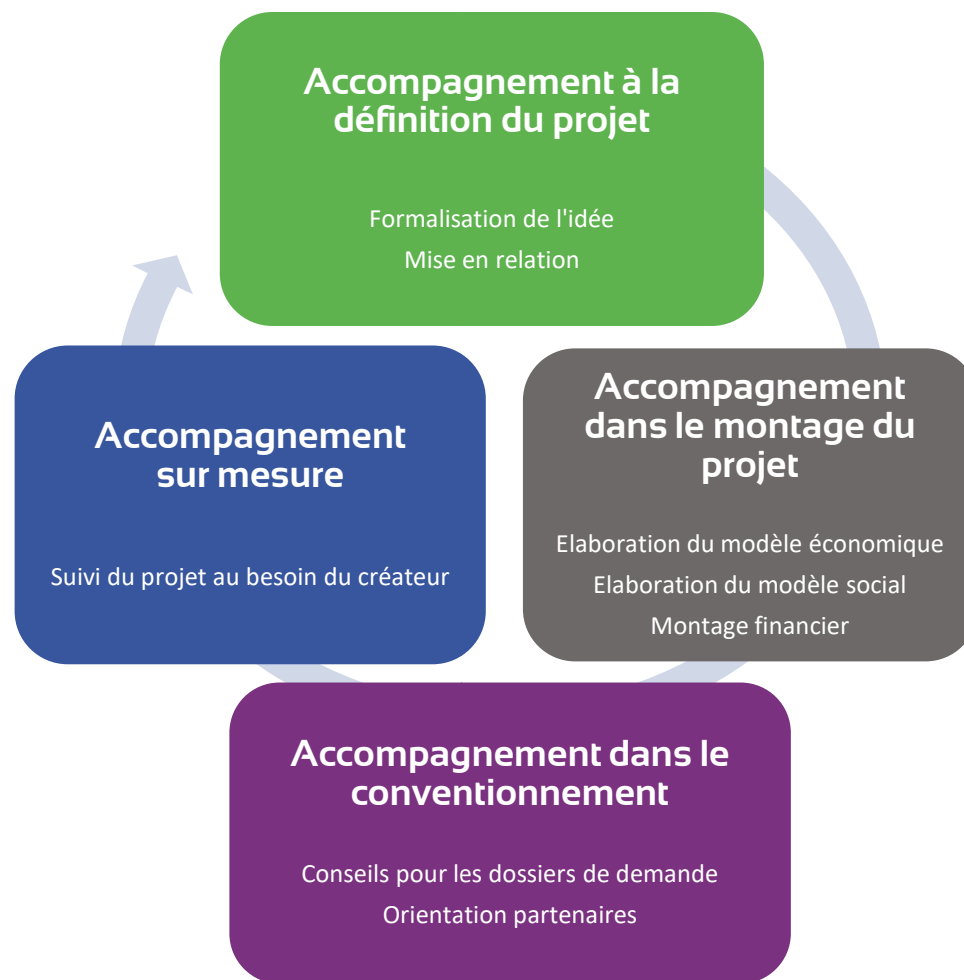 Accompagnement à la
définition du projet
Formalisation de l'idée
Mise en relation
Accompagnement
dans le montage du
projet
Elaboration du modèle économique
Elaboration du modèle social
Montage financier
Accompagnement dans le
conventionnement
Conseils pour les dossiers de demande
Orientation partenaires
Accompagnement
sur mesure
Suivi du projet au besoin du créateur